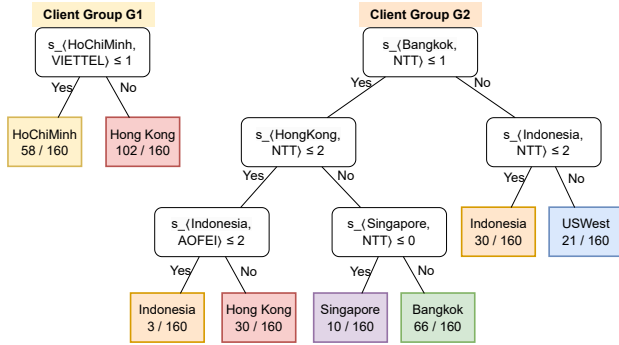 Client Group G1
Client Group G2
s_⟨HoChiMinh,
VIETTEL⟩ ≤ 1
s_⟨Bangkok,
NTT⟩ ≤ 1
Yes
No
Yes
No
HoChiMinh
58 / 160
Hong Kong
102 / 160
s_⟨HongKong,
NTT⟩ ≤ 2
s_⟨Indonesia,
NTT⟩ ≤ 2
Yes
No
Yes
No
s_⟨Indonesia,
AOFEI⟩ ≤ 2
s_⟨Singapore,
NTT⟩ ≤ 0
Indonesia
30 / 160
USWest
21 / 160
Yes
No
Yes
No
Indonesia
3 / 160
Hong Kong
30 / 160
Singapore
10 / 160
Bangkok
66 / 160